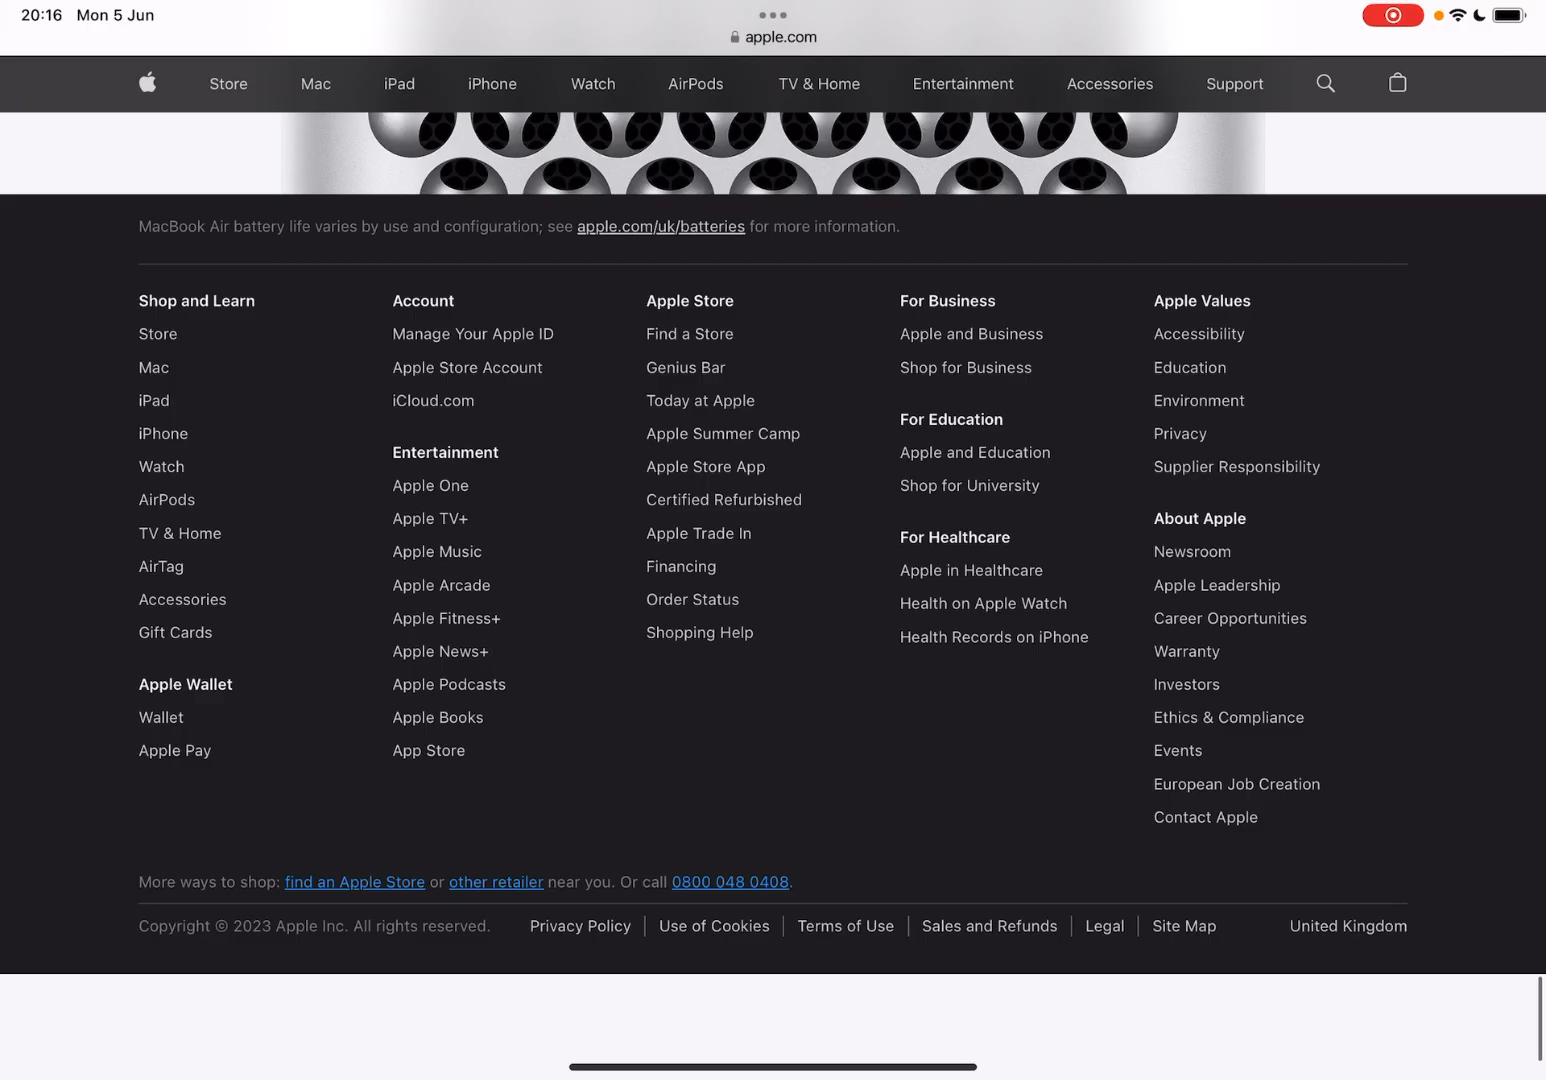 20:16 Mon 5 Jun
apple.com
Store Mac iPad iPhone Watch AirPods TV & Home Entertainment Accessories Support
MacBook Air battery life varies by use and configuration; see apple.com/uk/batteries for more information.
Shop and Learn
Store
Mac
iPad
iPhone
Watch
AirPods
TV & Home
AirTag
Accessories
Gift Cards
Apple Wallet
Wallet
Apple Pay
Account
Manage Your Apple ID
Apple Store Account
iCloud.com
Entertainment
Apple One
Apple TV+
Apple Music
Apple Arcade
Apple Fitness+
Apple News+
Apple Podcasts
Apple Books
App Store
Apple Store
Find a Store
Genius Bar
Today at Apple
Apple Summer Camp
Apple Store App
Certified Refurbished
Apple Trade In
Financing
Order Status
Shopping Help
For Business
Apple and Business
Shop for Business
For Education
Apple and Education
Shop for University
For Healthcare
Apple in Healthcare
Health on Apple Watch
Health Records on iPhone
Apple Values
Accessibility
Education
Environment
Privacy
Supplier Responsibility
About Apple
Newsroom
Apple Leadership
Career Opportunities
Warranty
Investors
Ethics & Compliance
Events
European Job Creation
Contact Apple
More ways to shop: find an Apple Store or other retailer near you. Or call 0800 048 0408.
Copyright © 2023 Apple Inc. All rights reserved. Privacy Policy | Use of Cookies | Terms of Use | Sales and Refunds | Legal | Site Map United Kingdom